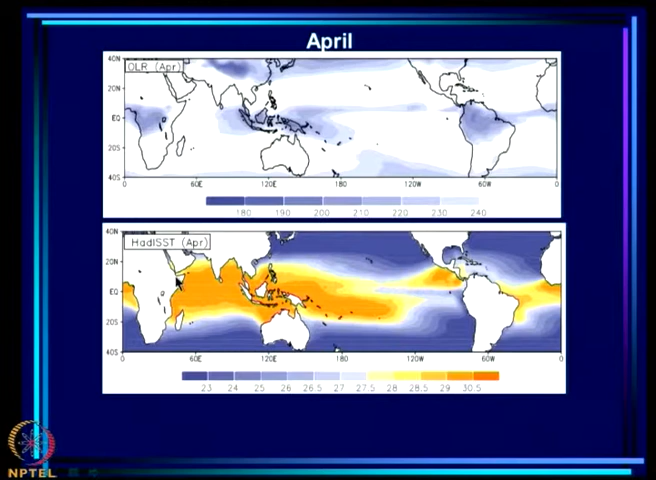 April
OLR (Apr)
40N
20N
EQ
20S
40S
0 60E 120E 180 120W 60W 0
180 190 200 210 220 230 240
HadISST (Apr)
40N
20N
EQ
20S
40S
0 60E 120E 180 120W 60W 0
23 24 25 26 26.5 27 27.5 28 28.5 29 30.5
NPTEL